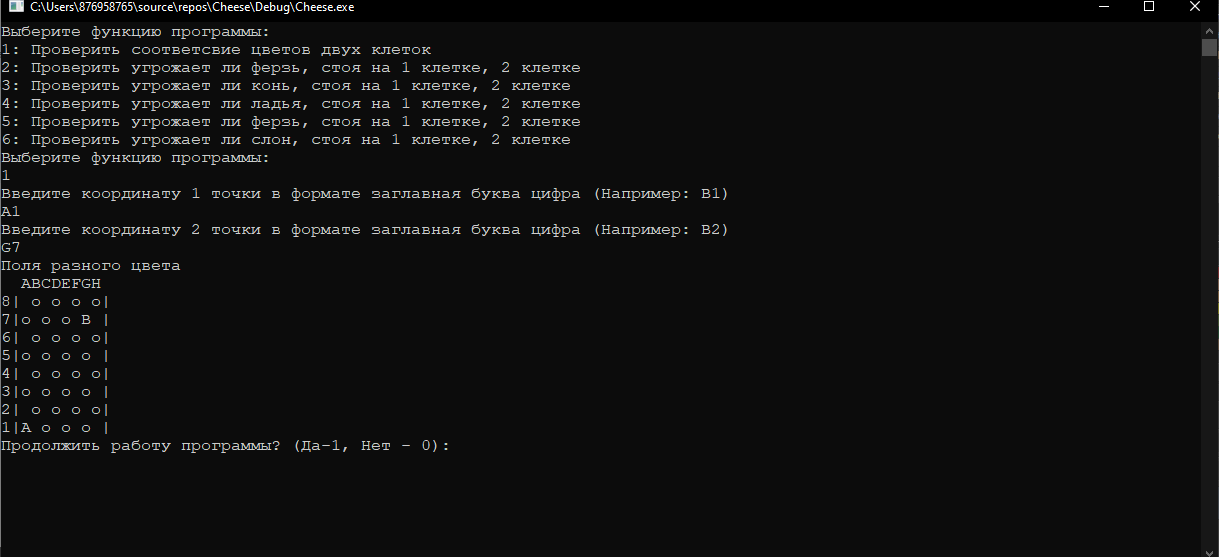 C:\Users\876958765\source\repos\Cheese\Debug\Cheese.exe
Выберите функцию программы:
1: Проверить соответсвие цветов двух клеток
2: Проверить угрожает ли ферзь, стоя на 1 клетке, 2 клетке
3: Проверить угрожает ли конь, стоя на 1 клетке, 2 клетке
4: Проверить угрожает ли ладья, стоя на 1 клетке, 2 клетке
5: Проверить угрожает ли ферзь, стоя на 1 клетке, 2 клетке
6: Проверить угрожает ли слон, стоя на 1 клетке, 2 клетке
Выберите функцию программы:
1
Введите координату 1 точки в формате заглавная буква цифра (Например: B1)
A1
Введите координату 2 точки в формате заглавная буква цифра (Например: B2)
G7
Поля разного цвета
  ABCDEFGH
8| o o o o|
7|o o o B |
6| o o o o|
5|o o o o |
4| o o o o|
3|o o o o |
2| o o o o|
1|A o o o |
Продолжить работу программы? (Да-1, Нет - 0):